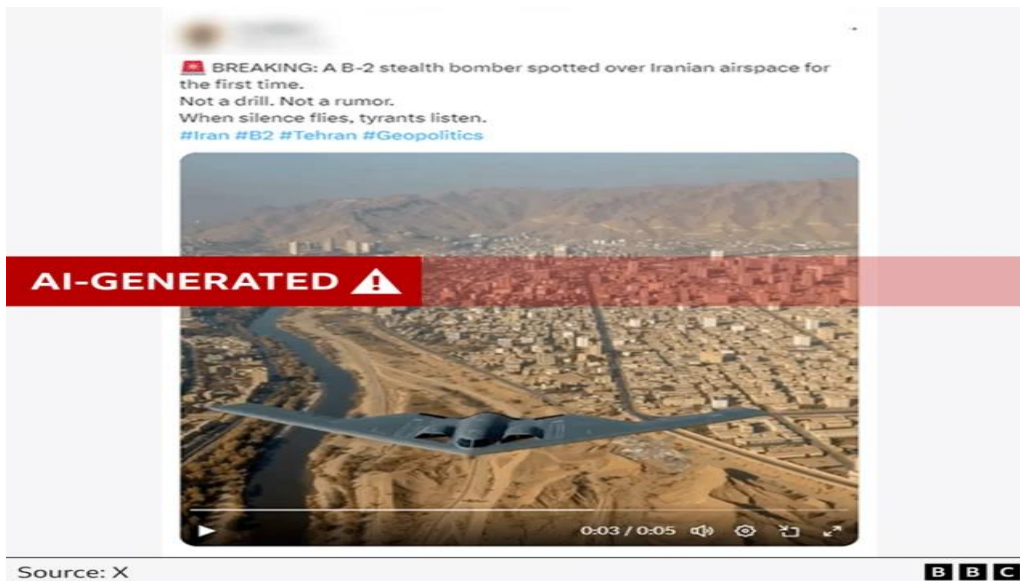 🚨 BREAKING: A B-2 stealth bomber spotted over Iranian airspace for
the first time.
Not a drill. Not a rumor.
When silence flies, tyrants listen.
#Iran #B2 #Tehran #Geopolitics
AI-GENERATED
0:03 / 0:05
Source: X
BBC